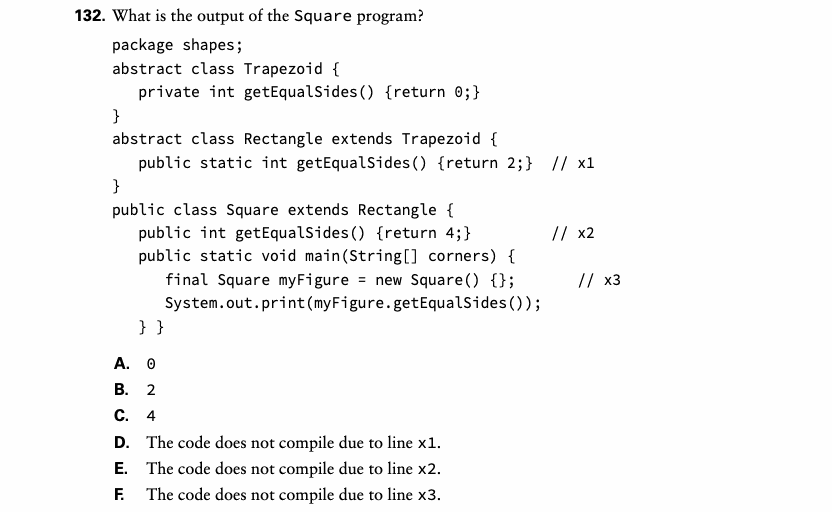 132. What is the output of the Square program?
package shapes;
abstract class Trapezoid {
   private int getEqualSides() {return 0;}
}
abstract class Rectangle extends Trapezoid {
   public static int getEqualSides() {return 2;}  // x1
}
public class Square extends Rectangle {
   public int getEqualSides() {return 4;}         // x2
   public static void main(String[] corners) {
      final Square myFigure = new Square() {};       // x3
      System.out.print(myFigure.getEqualSides());
   } }
A. 0
B. 2
C. 4
D. The code does not compile due to line x1.
E. The code does not compile due to line x2.
F. The code does not compile due to line x3.